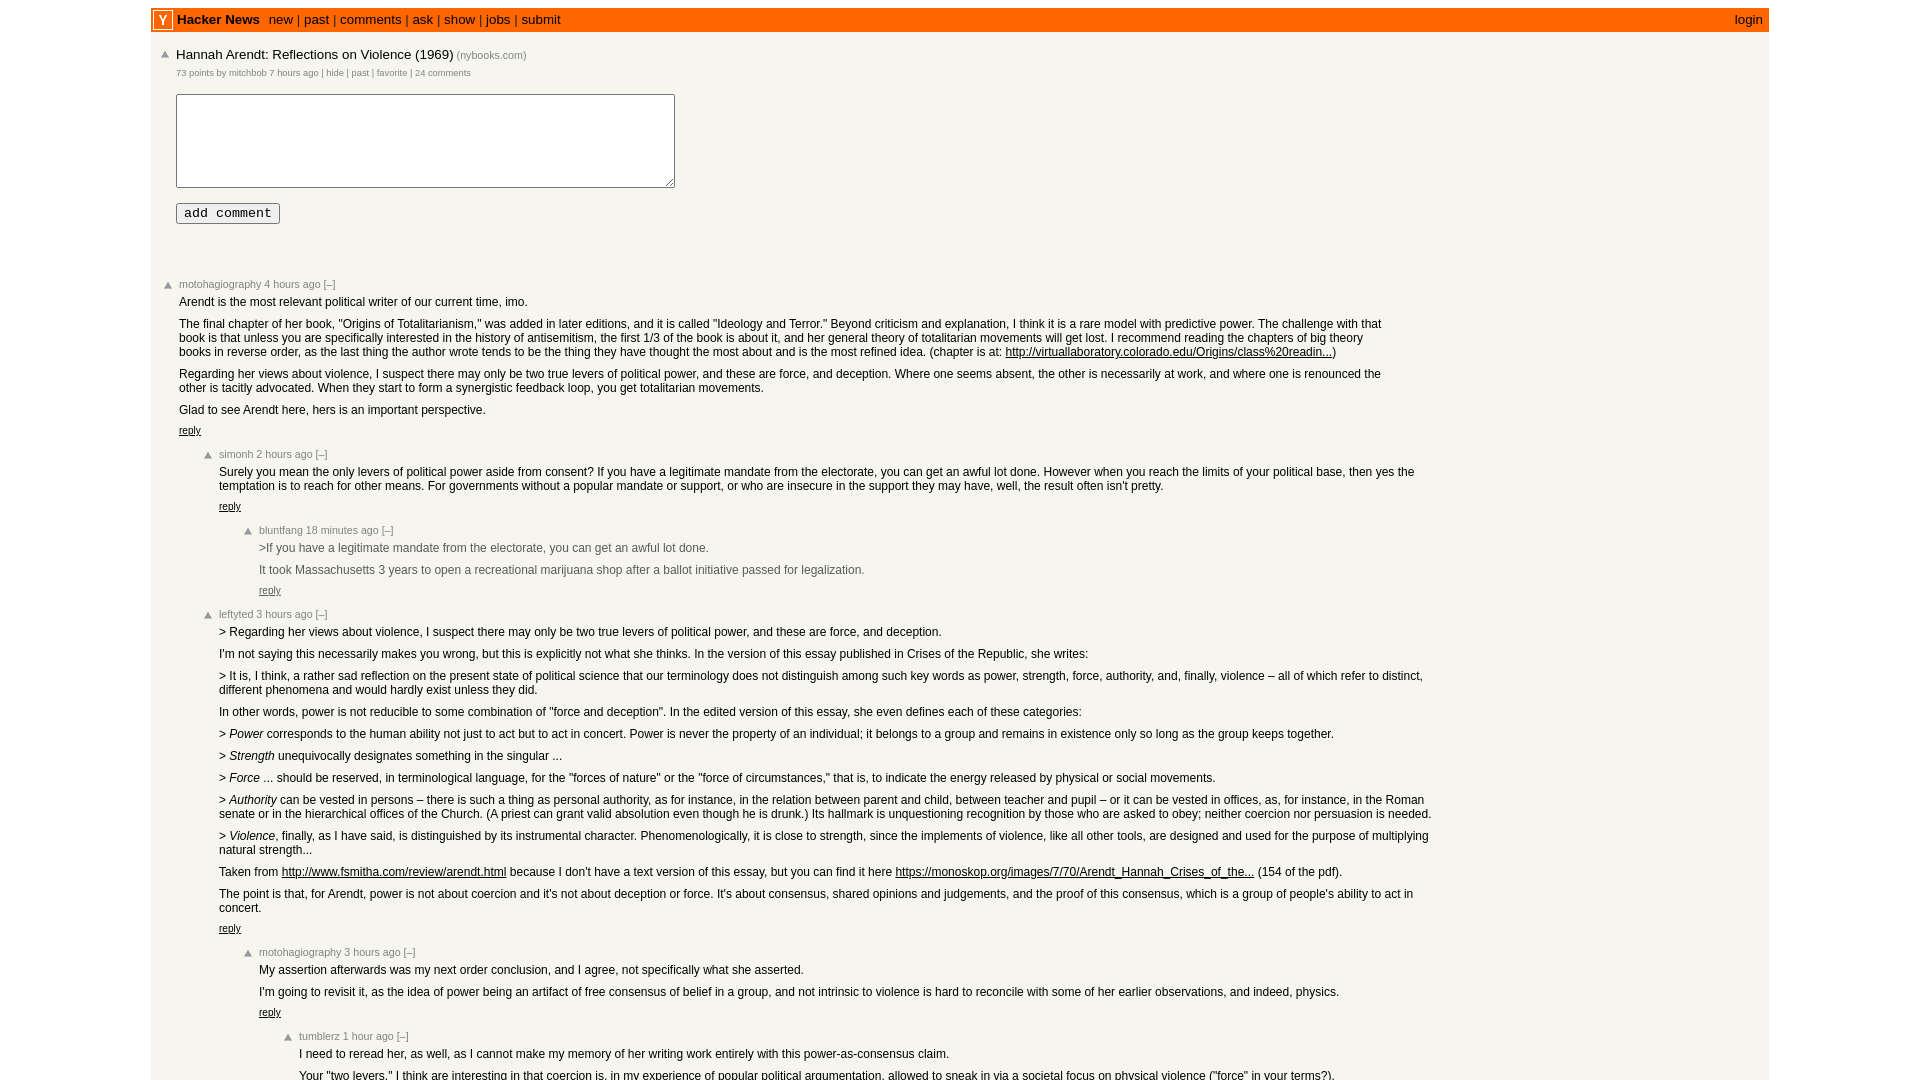 Y Hacker News new | past | comments | ask | show | jobs | submit login
Hannah Arendt: Reflections on Violence (1969) (nybooks.com)
73 points by mitchbob 7 hours ago | hide | past | favorite | 24 comments
add comment
motohagiography 4 hours ago [–]
Arendt is the most relevant political writer of our current time, imo.
The final chapter of her book, "Origins of Totalitarianism," was added in later editions, and it is called "Ideology and Terror." Beyond criticism and explanation, I think it is a rare model with predictive power. The challenge with that
book is that unless you are specifically interested in the history of antisemitism, the first 1/3 of the book is about it, and her general theory of totalitarian movements will get lost. I recommend reading the chapters of big theory
books in reverse order, as the last thing the author wrote tends to be the thing they have thought the most about and is the most refined idea. (chapter is at: http://virtuallaboratory.colorado.edu/Origins/class%20readin...)
Regarding her views about violence, I suspect there may only be two true levers of political power, and these are force, and deception. Where one seems absent, the other is necessarily at work, and where one is renounced the
other is tacitly advocated. When they start to form a synergistic feedback loop, you get totalitarian movements.
Glad to see Arendt here, hers is an important perspective.
reply
simonh 2 hours ago [–]
Surely you mean the only levers of political power aside from consent? If you have a legitimate mandate from the electorate, you can get an awful lot done. However when you reach the limits of your political base, then yes the
temptation is to reach for other means. For governments without a popular mandate or support, or who are insecure in the support they may have, well, the result often isn't pretty.
reply
bluntfang 18 minutes ago [–]
>If you have a legitimate mandate from the electorate, you can get an awful lot done.
It took Massachusetts 3 years to open a recreational marijuana shop after a ballot initiative passed for legalization.
reply
leftyted 3 hours ago [–]
> Regarding her views about violence, I suspect there may only be two true levers of political power, and these are force, and deception.
I'm not saying this necessarily makes you wrong, but this is explicitly not what she thinks. In the version of this essay published in Crises of the Republic, she writes:
> It is, I think, a rather sad reflection on the present state of political science that our terminology does not distinguish among such key words as power, strength, force, authority, and, finally, violence – all of which refer to distinct,
different phenomena and would hardly exist unless they did.
In other words, power is not reducible to some combination of "force and deception". In the edited version of this essay, she even defines each of these categories:
> Power corresponds to the human ability not just to act but to act in concert. Power is never the property of an individual; it belongs to a group and remains in existence only so long as the group keeps together.
> Strength unequivocally designates something in the singular ...
> Force ... should be reserved, in terminological language, for the "forces of nature" or the "force of circumstances," that is, to indicate the energy released by physical or social movements.
> Authority can be vested in persons – there is such a thing as personal authority, as for instance, in the relation between parent and child, between teacher and pupil – or it can be vested in offices, as, for instance, in the Roman
senate or in the hierarchical offices of the Church. (A priest can grant valid absolution even though he is drunk.) Its hallmark is unquestioning recognition by those who are asked to obey; neither coercion nor persuasion is needed.
> Violence, finally, as I have said, is distinguished by its instrumental character. Phenomenologically, it is close to strength, since the implements of violence, like all other tools, are designed and used for the purpose of multiplying
natural strength...
Taken from http://www.fsmitha.com/review/arendt.html because I don't have a text version of this essay, but you can find it here https://monoskop.org/images/7/70/Arendt_Hannah_Crises_of_the... (154 of the pdf).
The point is that, for Arendt, power is not about coercion and it's not about deception or force. It's about consensus, shared opinions and judgements, and the proof of this consensus, which is a group of people's ability to act in
concert.
reply
motohagiography 3 hours ago [–]
My assertion afterwards was my next order conclusion, and I agree, not specifically what she asserted.
I'm going to revisit it, as the idea of power being an artifact of free consensus of belief in a group, and not intrinsic to violence is hard to reconcile with some of her earlier observations, and indeed, physics.
reply
tumblerz 1 hour ago [–]
I need to reread her, as well, as I cannot make my memory of her writing work entirely with this power-as-consensus claim.
Your "two levers," I think are interesting in that coercion is, in my experience of popular political argumentation, allowed to sneak in via a societal focus on physical violence ("force" in your terms?).